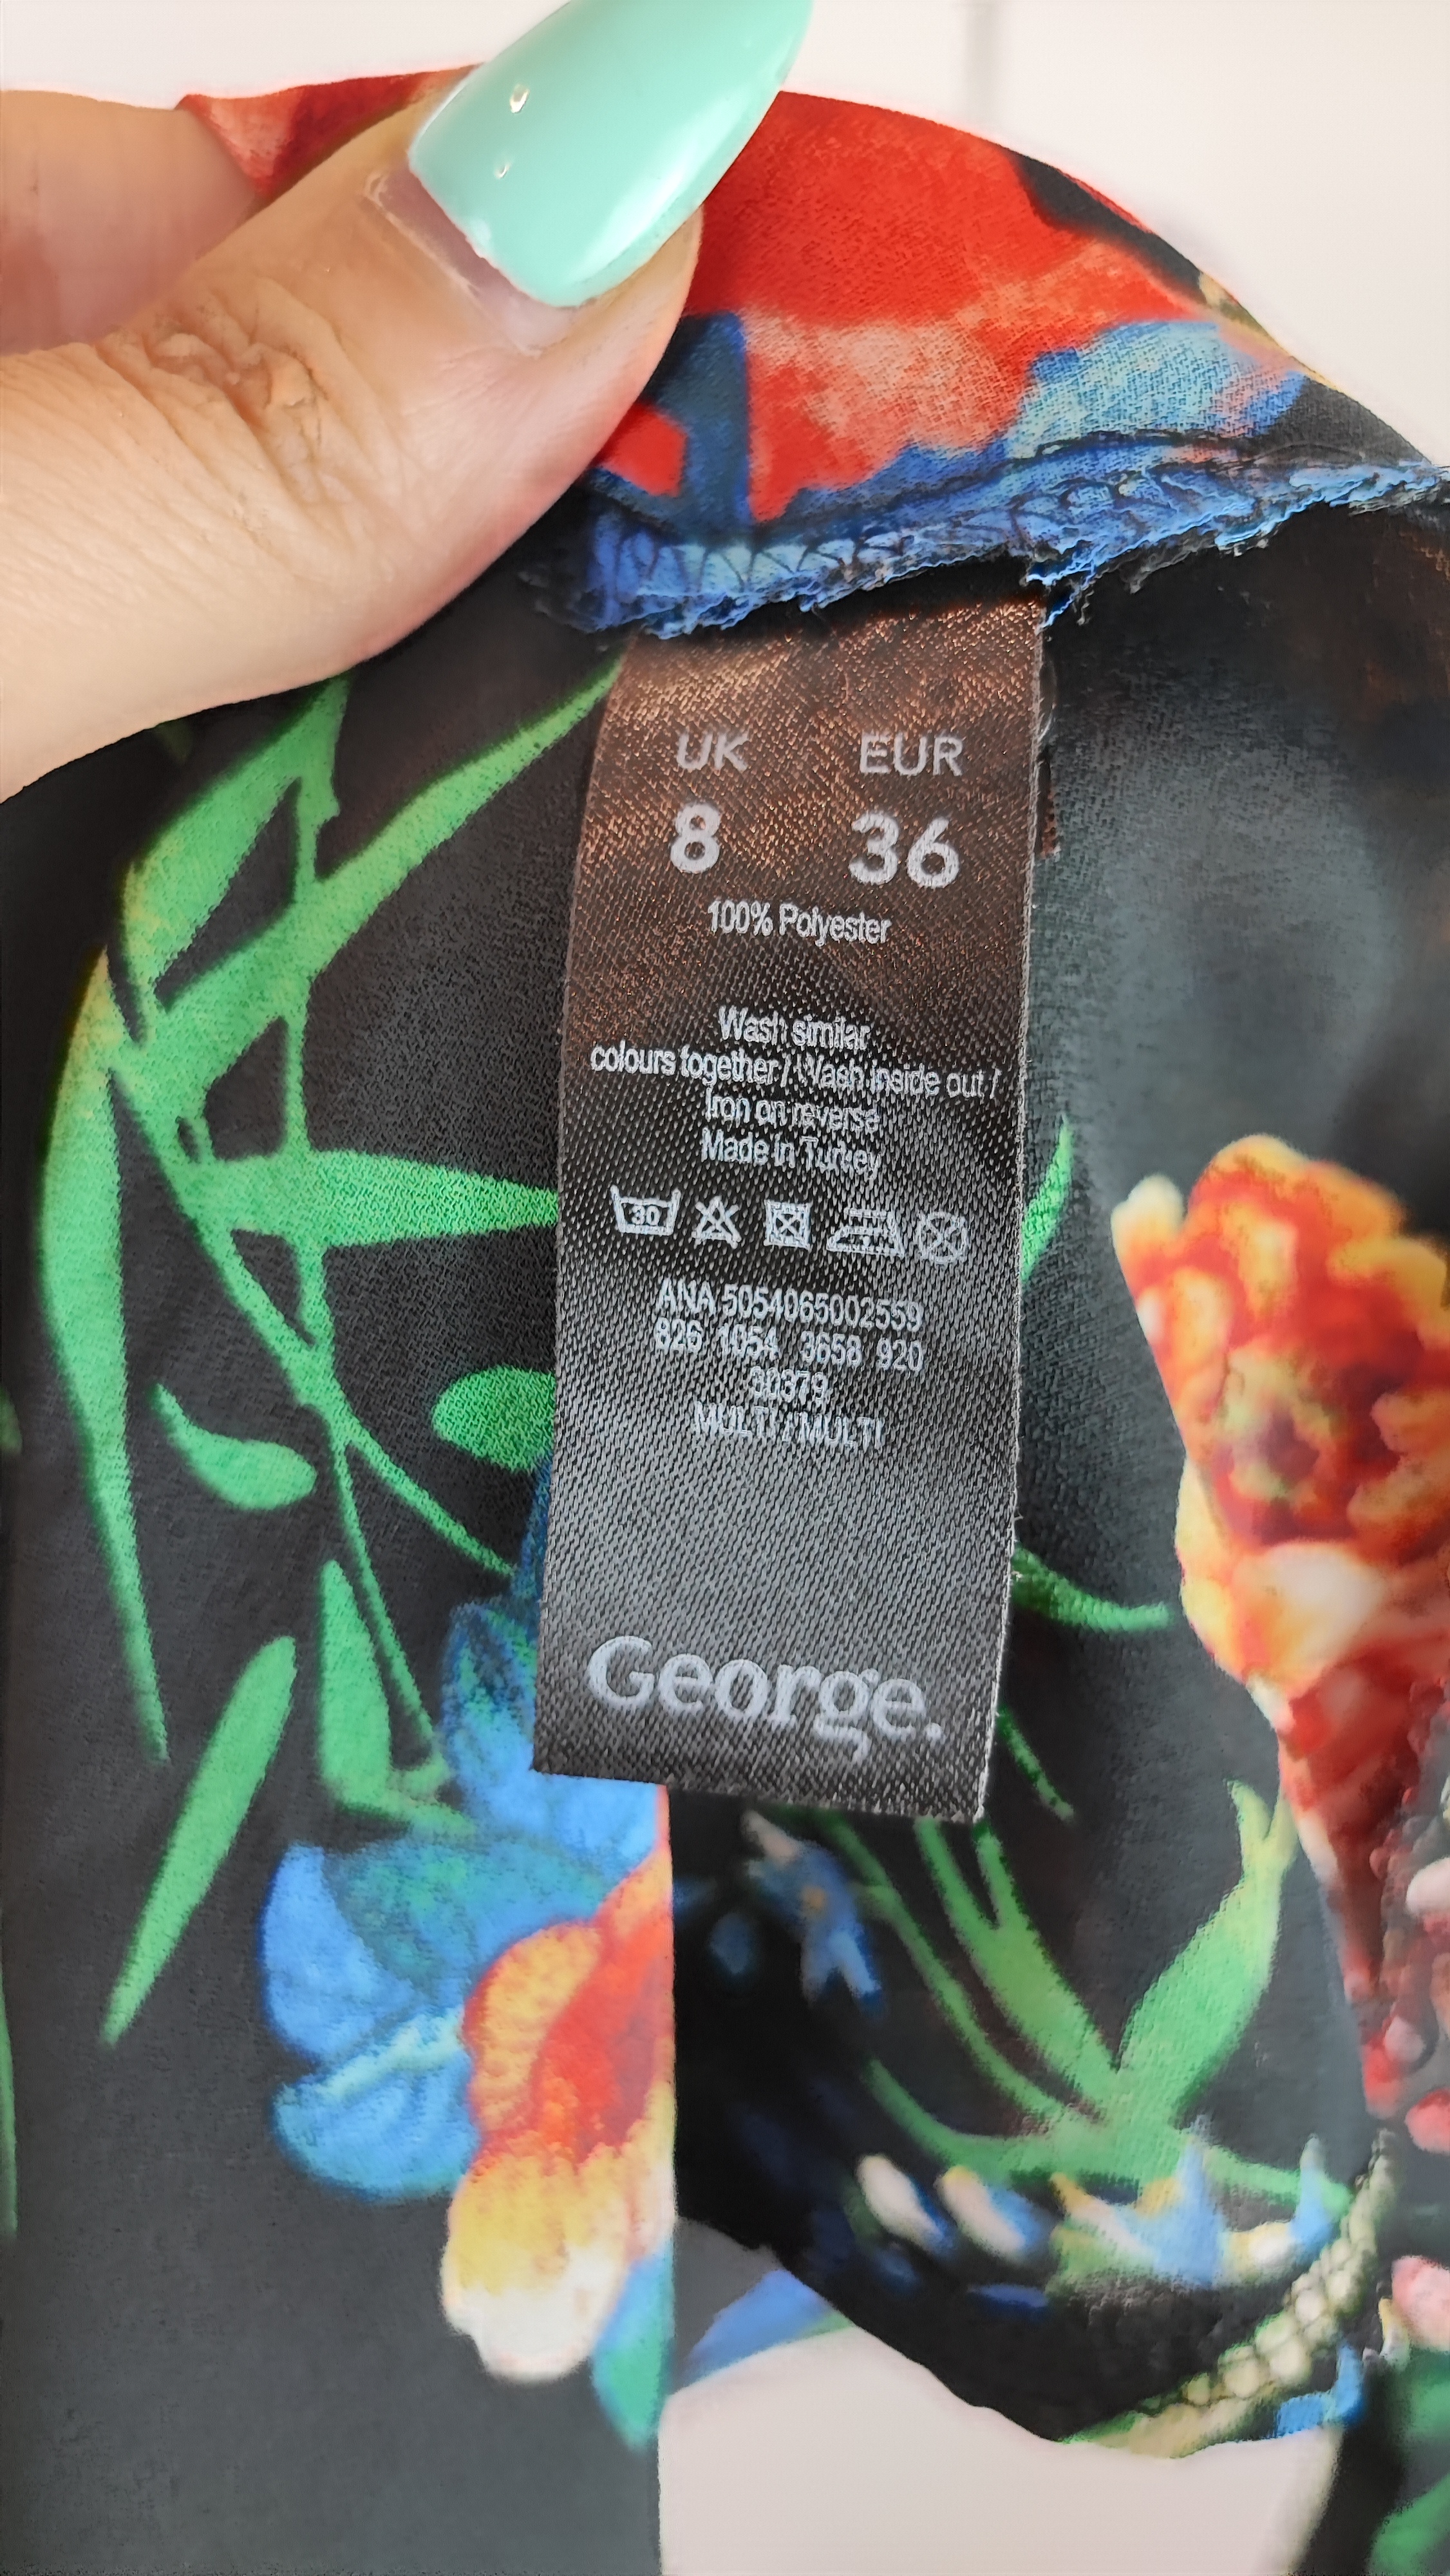 UK EUR
8 36
100% Polyester
Wash similar
colours together / Wash inside out /
Iron on reverse
Made in Turkey
30
ANA 5054065002559
826 1054 3658 920
30379
MULTI / MULTI
George.